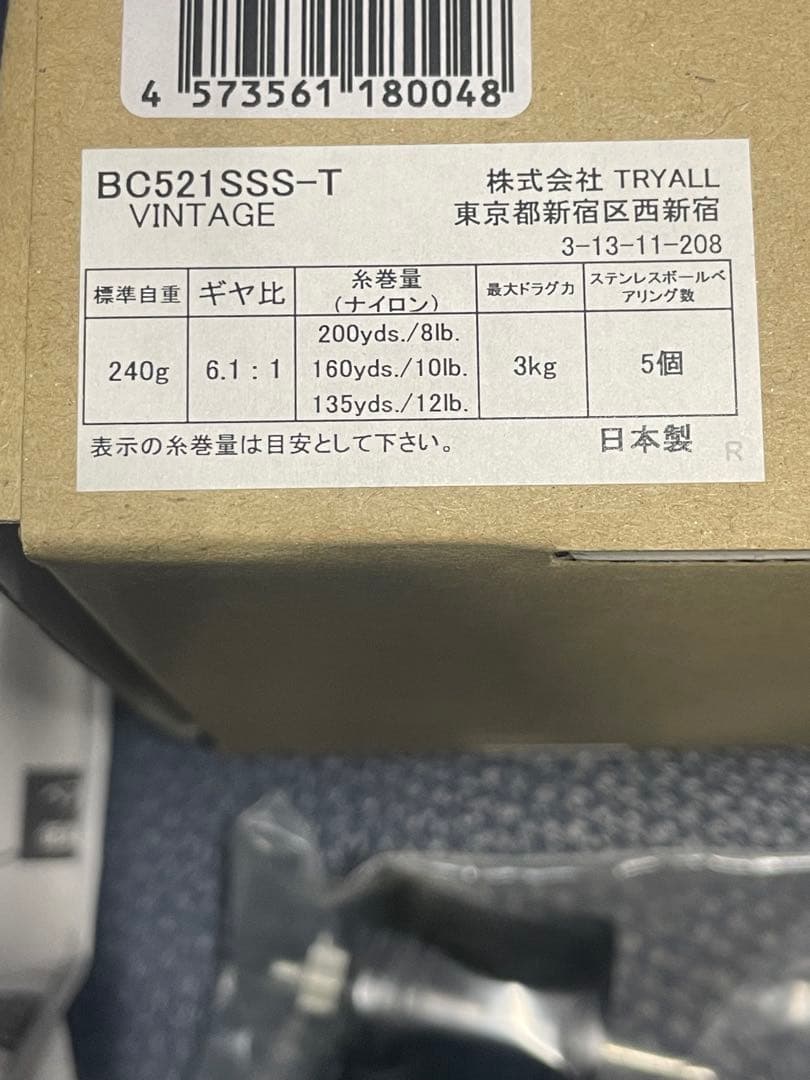 4 573561 180048
BC521SSS-T
VINTAGE
株式会社 TRYALL
東京都新宿区西新宿
3-13-11-208
標準自重 ギヤ比 糸巻量（ナイロン） 最大ドラグ力 ステンレスボールベアリング数
240g 6.1：1 200yds./8lb. 3kg 5個
160yds./10lb.
135yds./12lb.
表示の糸巻量は目安として下さい。
日本製 R